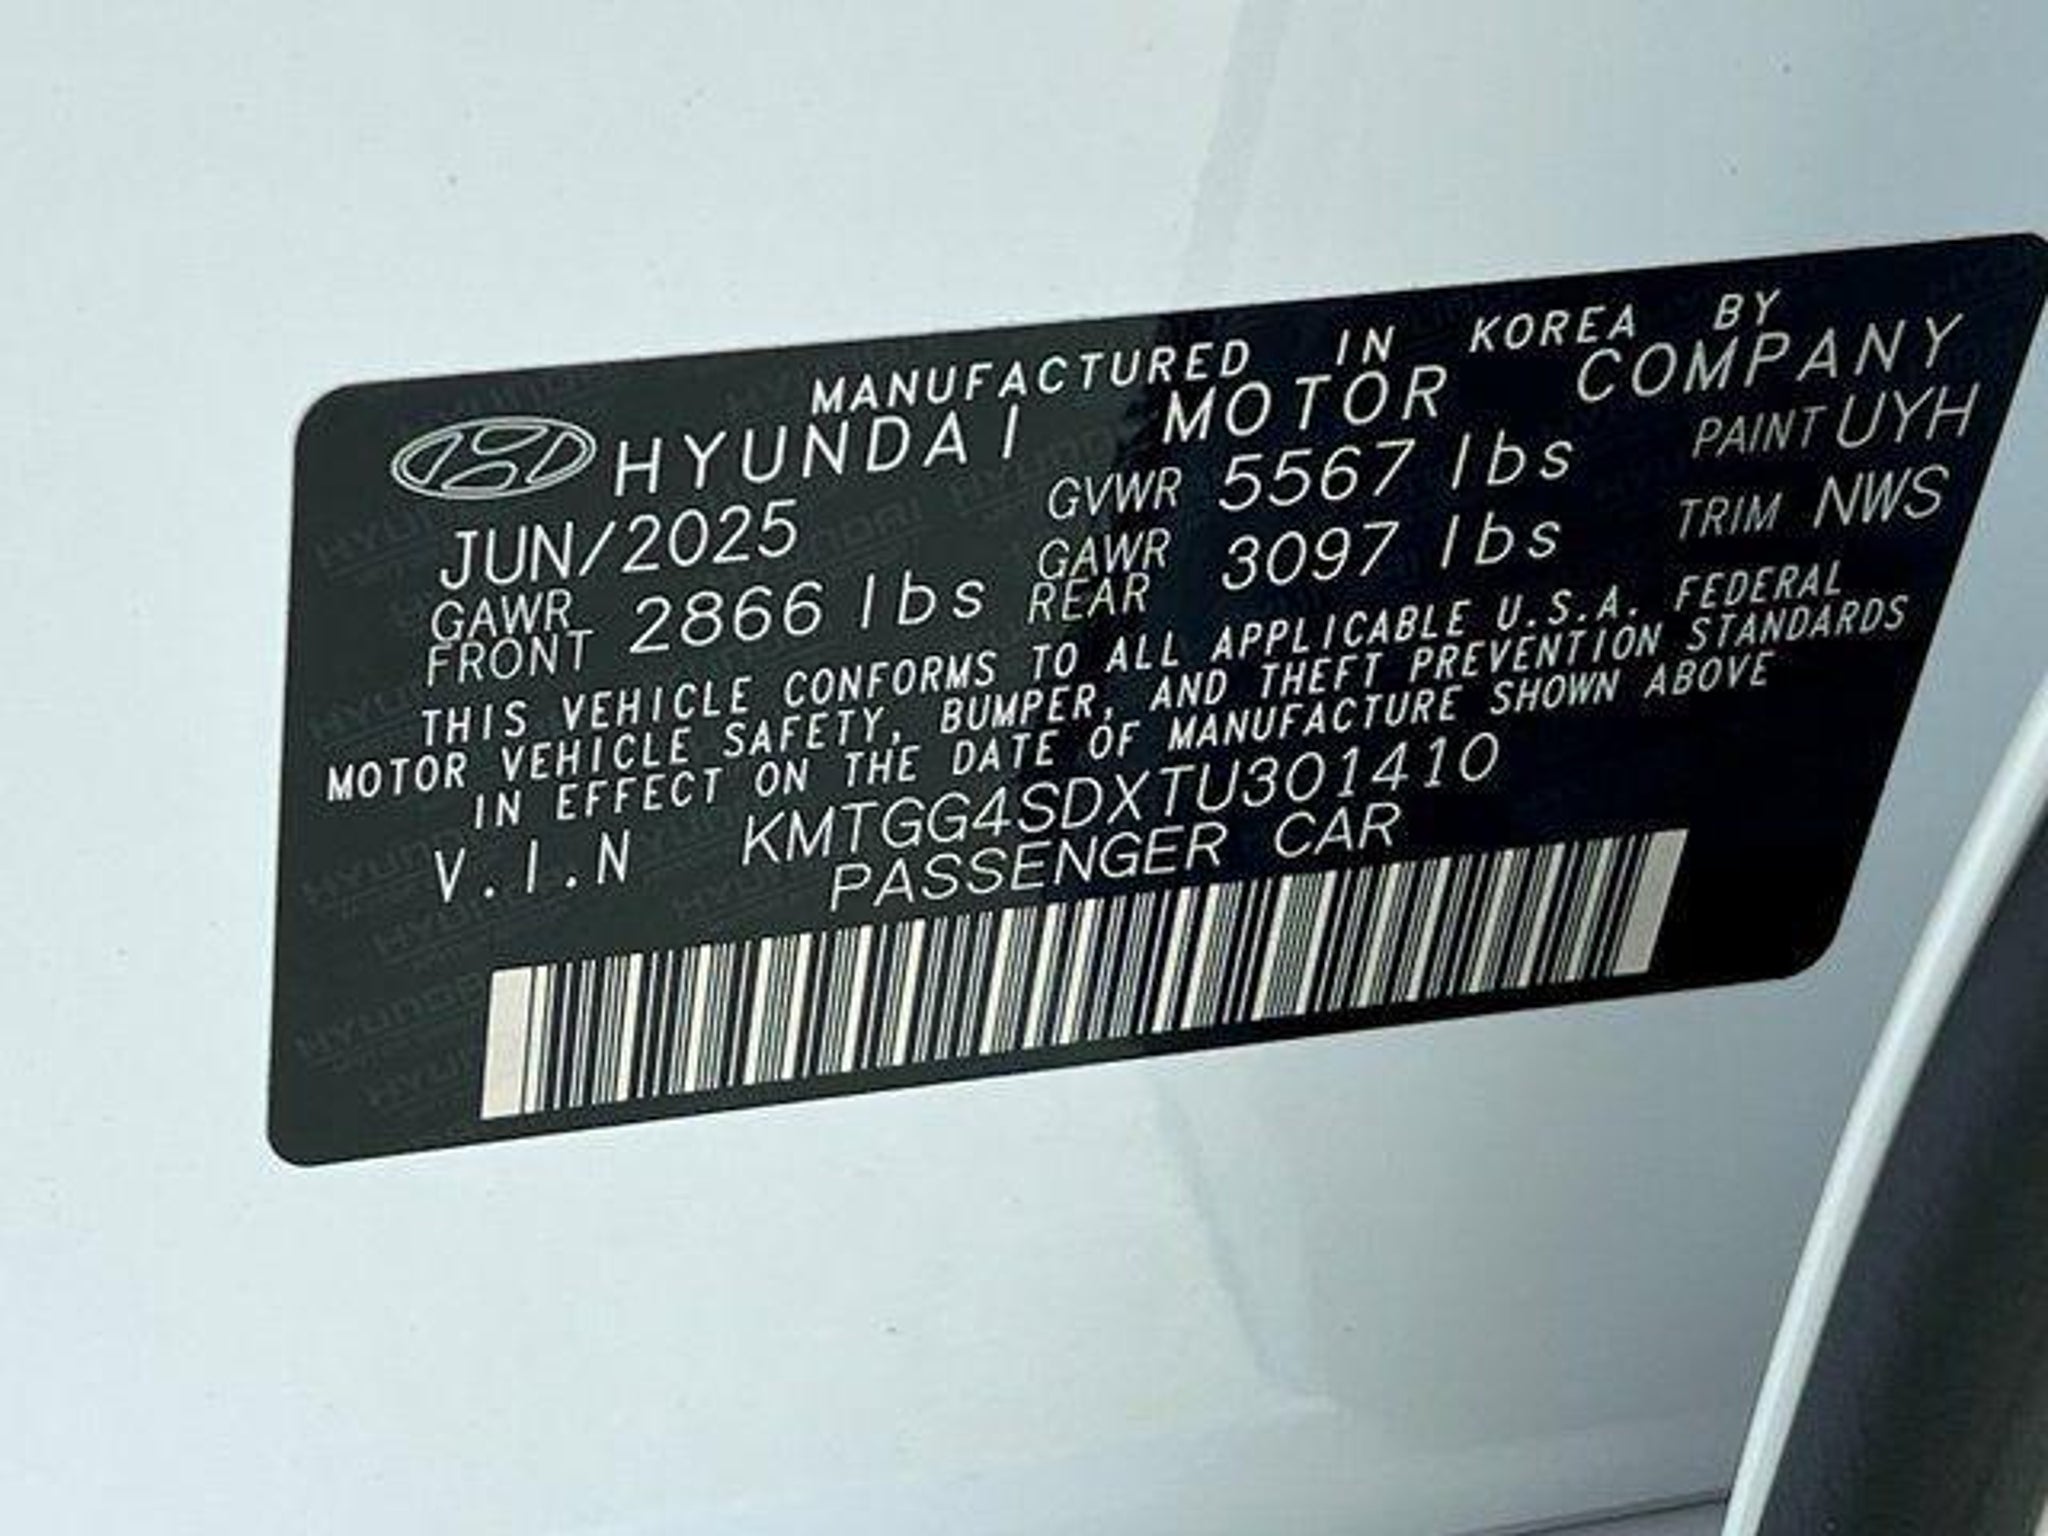 MANUFACTURED IN KOREA BY
HYUNDAI MOTOR COMPANY
JUN/2025 GVWR 5567 lbs PAINT UYH
GAWR FRONT 2866 lbs GAWR REAR 3097 lbs TRIM NWS
THIS VEHICLE CONFORMS TO ALL APPLICABLE U.S.A. FEDERAL
MOTOR VEHICLE SAFETY, BUMPER, AND THEFT PREVENTION STANDARDS
IN EFFECT ON THE DATE OF MANUFACTURE SHOWN ABOVE
V.I.N KMTGG4SDXTU301410
PASSENGER CAR